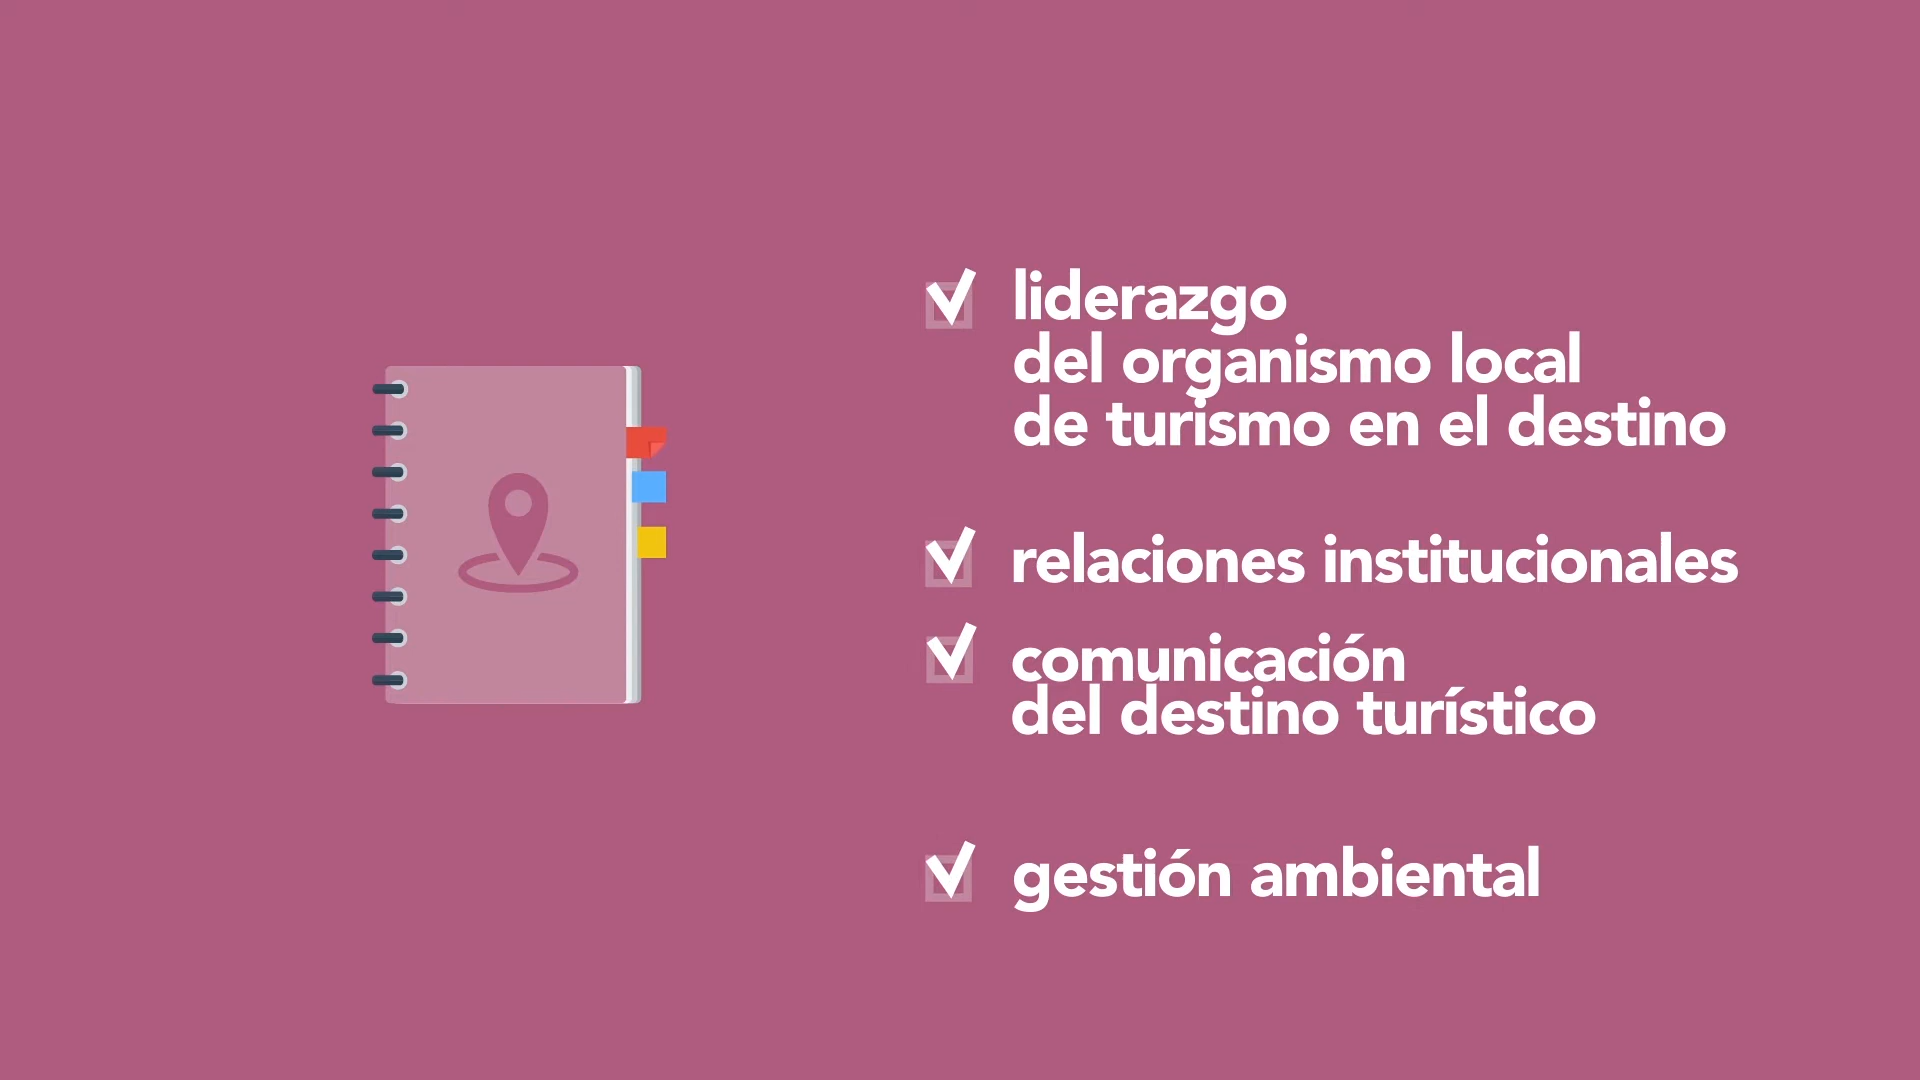 liderazgo
del organismo local
de turismo en el destino
relaciones institucionales
comunicación
del destino turístico
gestión ambiental